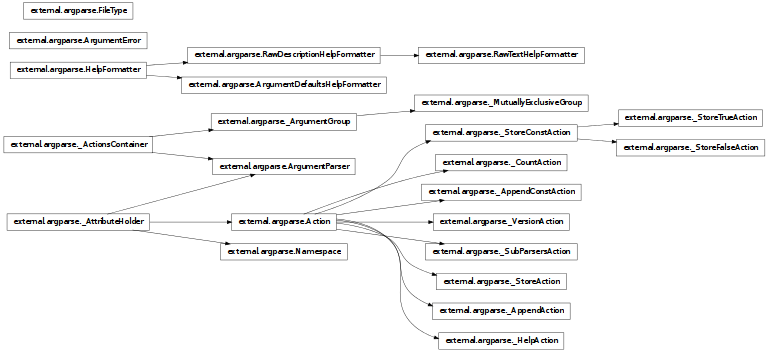 external.argparse.FileType
external.argparse.ArgumentError
external.argparse.HelpFormatter
external.argparse.RawDescriptionHelpFormatter
external.argparse.RawTextHelpFormatter
external.argparse.ArgumentDefaultsHelpFormatter
external.argparse._MutuallyExclusiveGroup
external.argparse._ArgumentGroup
external.argparse._StoreTrueAction
external.argparse._StoreConstAction
external.argparse._ActionsContainer
external.argparse._StoreFalseAction
external.argparse._CountAction
external.argparse.ArgumentParser
external.argparse._AppendConstAction
external.argparse._AttributeHolder
external.argparse.Action
external.argparse._VersionAction
external.argparse.Namespace
external.argparse._SubParsersAction
external.argparse._StoreAction
external.argparse._AppendAction
external.argparse._HelpAction